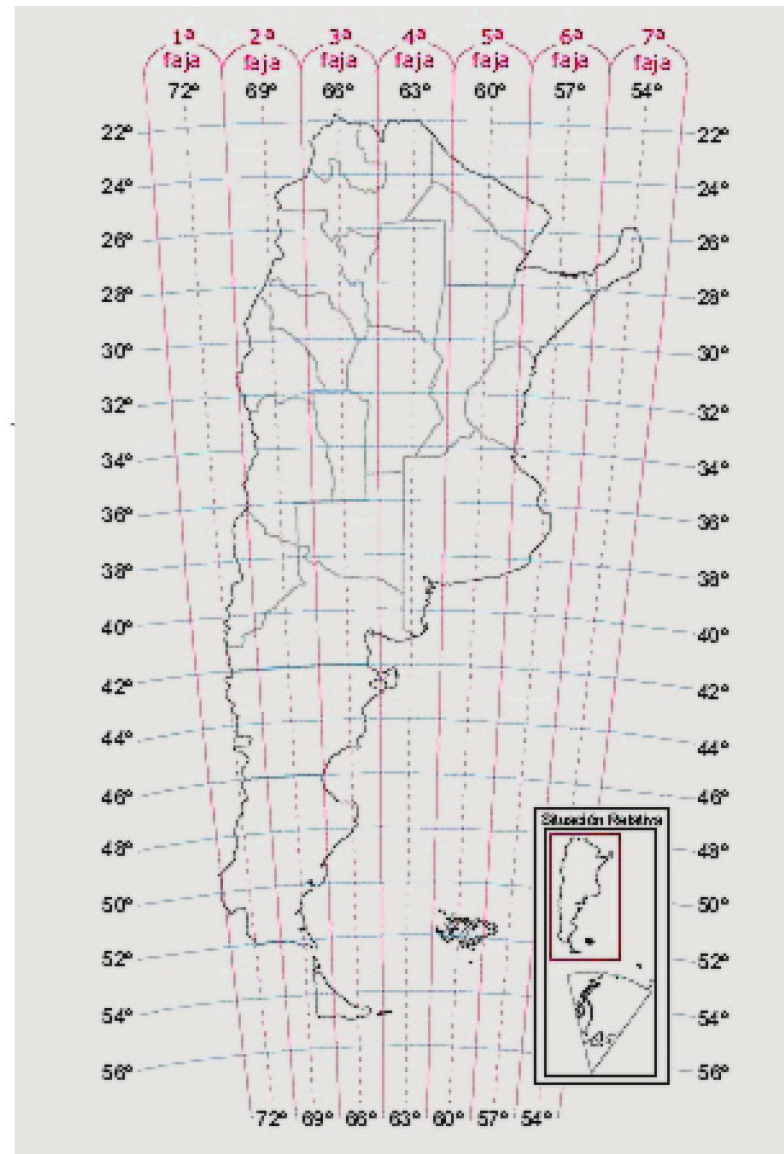 1ª 2ª 3ª 4ª 5ª 6ª 7ª
faja faja faja faja faja faja faja
72º 69º 66º 63º 60º 57º 54º
22º 22º
24º 24º
26º 26º
28º 28º
30º 30º
32º 32º
34º 34º
36º 36º
38º 38º
40º 40º
42º 42º
44º 44º
46º 46º
Situación Relativa
48º 48º
50º 50º
52º 52º
54º 54º
56º 56º
72º 69º 66º 63º 60º 57º 54º